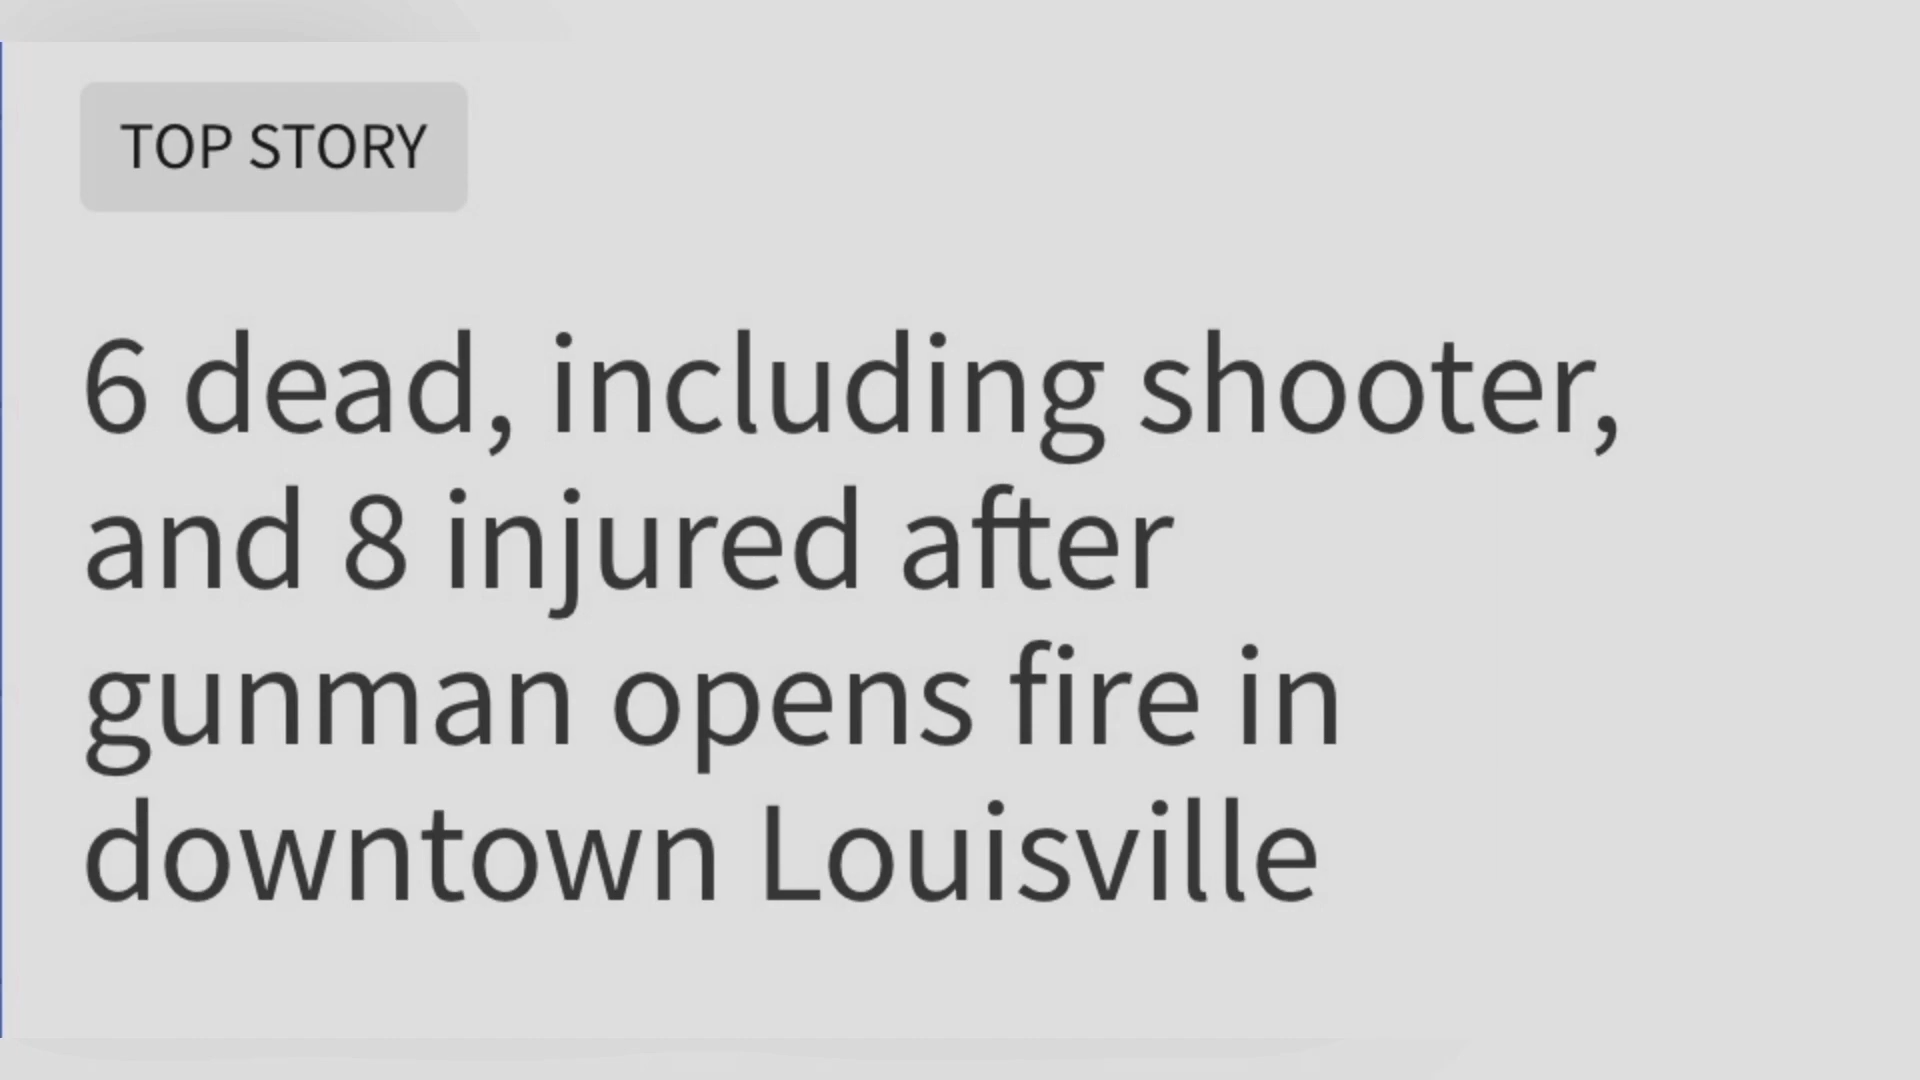 TOP STORY
6 dead, including shooter,
and 8 injured after
gunman opens fire in
downtown Louisville